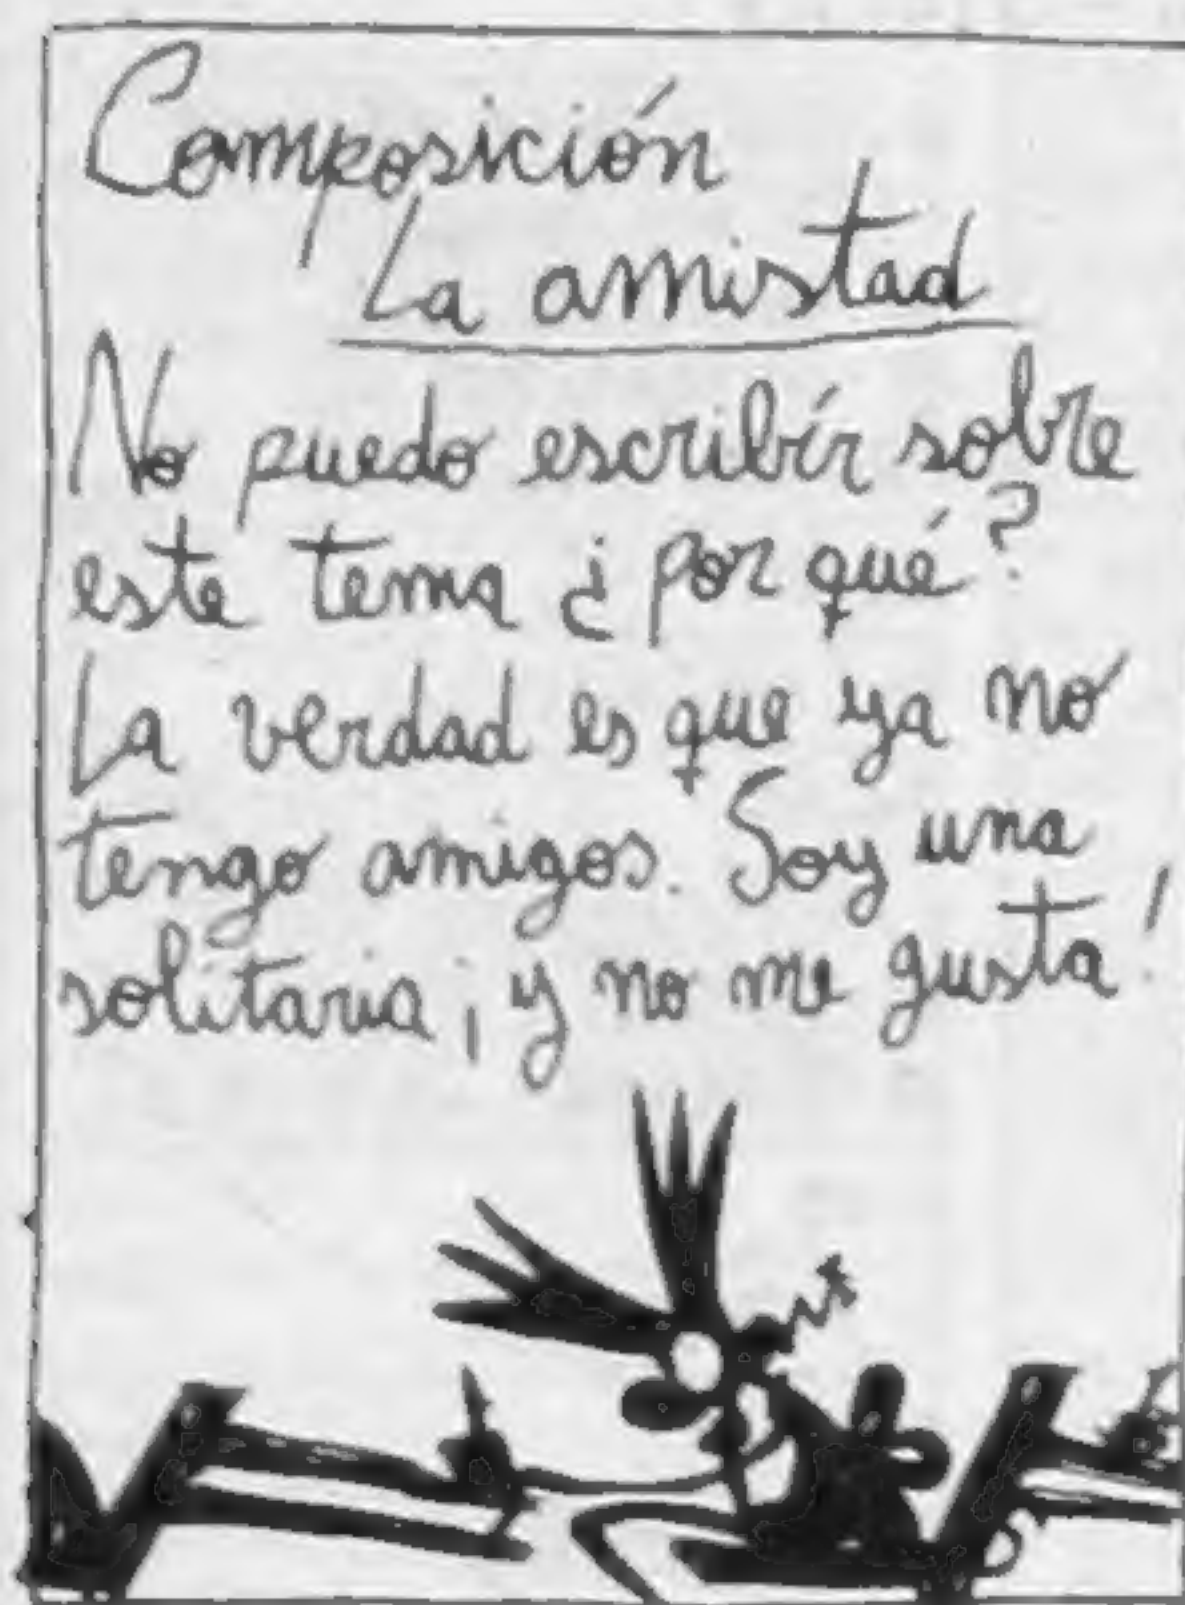 Composición
La amistad
No puedo escribír sobre
este tema ¿por qué?
La verdad es que ya no
tengo amigos. Soy una
solitaria, ¡y no me gusta!